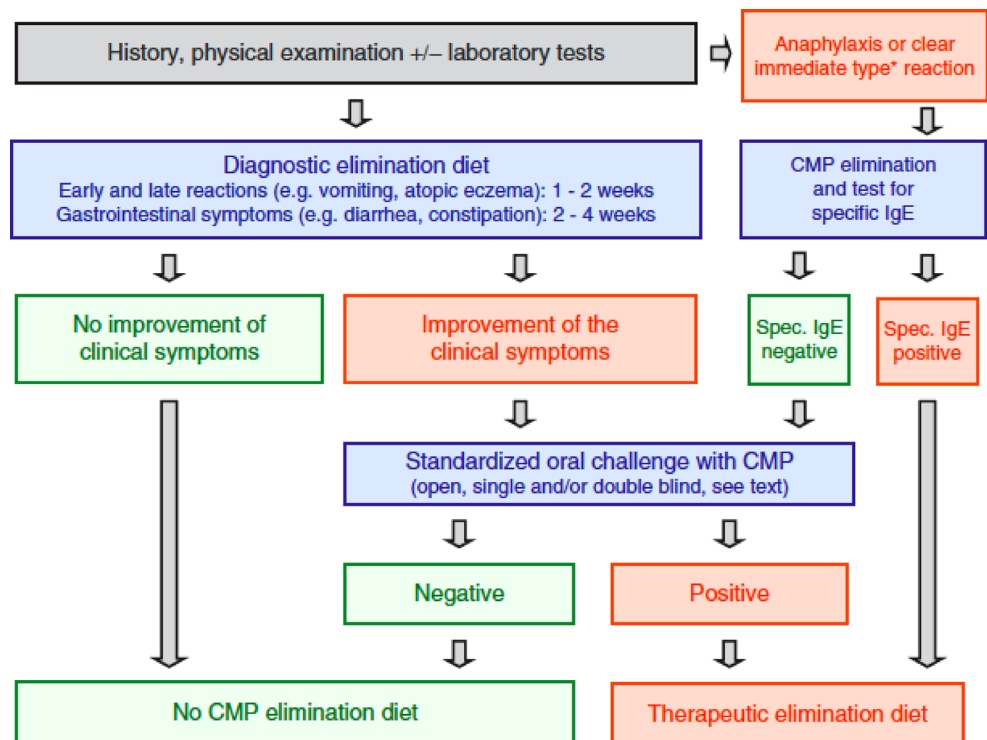 History, physical examination +/– laboratory tests
Anaphylaxis or clear
immediate type* reaction
Diagnostic elimination diet
Early and late reactions (e.g. vomiting, atopic eczema): 1 - 2 weeks
Gastrointestinal symptoms (e.g. diarrhea, constipation): 2 - 4 weeks
CMP elimination
and test for
specific IgE
No improvement of
clinical symptoms
Improvement of the
clinical symptoms
Spec. IgE
negative
Spec. IgE
positive
Standardized oral challenge with CMP
(open, single and/or double blind, see text)
Negative
Positive
No CMP elimination diet
Therapeutic elimination diet